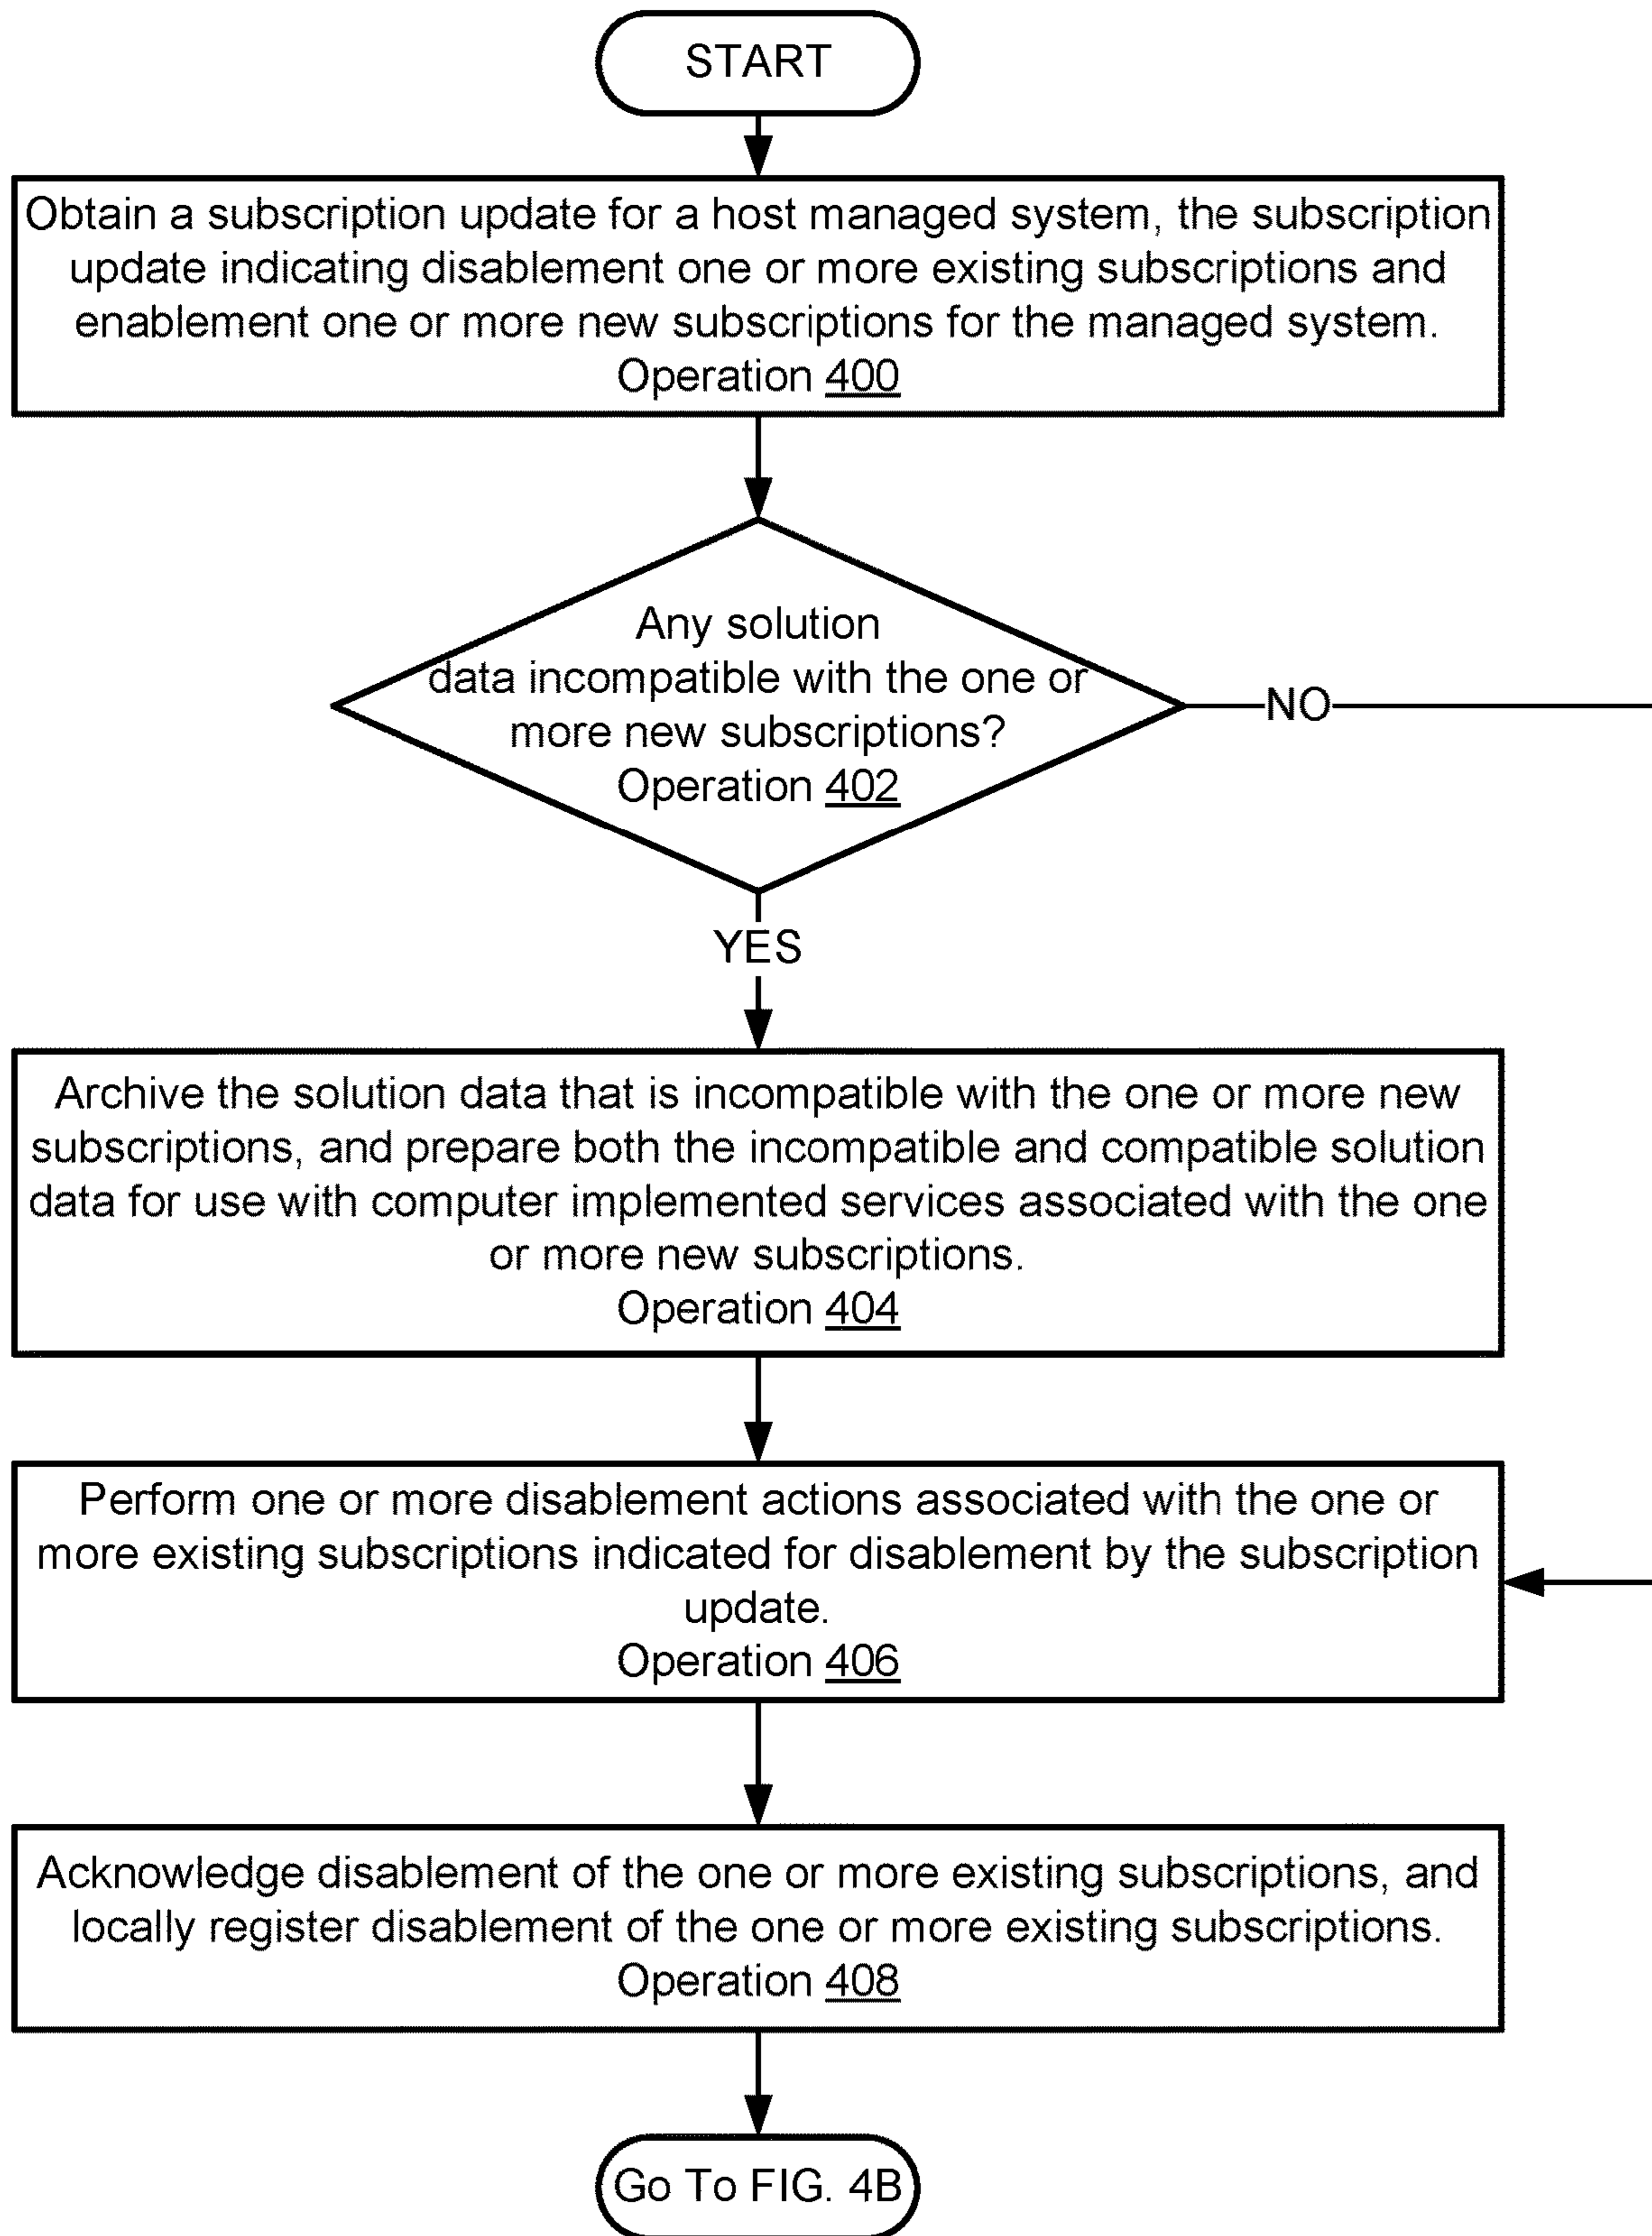 START
Obtain a subscription update for a host managed system, the subscription
update indicating disablement one or more existing subscriptions and
enablement one or more new subscriptions for the managed system.
Operation 400
Any solution
data incompatible with the one or
more new subscriptions?
Operation 402
NO
YES
Archive the solution data that is incompatible with the one or more new
subscriptions, and prepare both the incompatible and compatible solution
data for use with computer implemented services associated with the one
or more new subscriptions.
Operation 404
Perform one or more disablement actions associated with the one or
more existing subscriptions indicated for disablement by the subscription
update.
Operation 406
Acknowledge disablement of the one or more existing subscriptions, and
locally register disablement of the one or more existing subscriptions.
Operation 408
Go To FIG. 4B